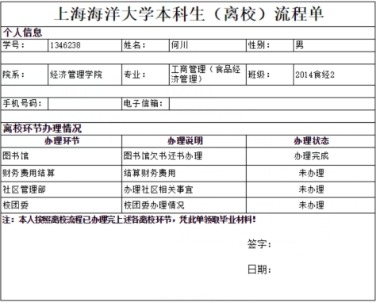 上海海洋大学本科生（离校）流程单
个人信息
学号： 1346238 姓名： 何川 性别： 男
院系： 经济管理学院 专业： 工商管理（食品经济管理） 班级： 2014食经2
手机号码： 电子信箱：
离校环节办理情况
办理环节 办理说明 办理状态
图书馆 图书馆欠书还书办理 办理完成
财务费用结算 结算财务费用 未办理
社区管理部 办理社区相关事宜 未办理
校团委 校团委办理情况 未办理
注：本人按照离校流程已办理完上述各离校环节，凭此单领取毕业材料！
签字：
日期：